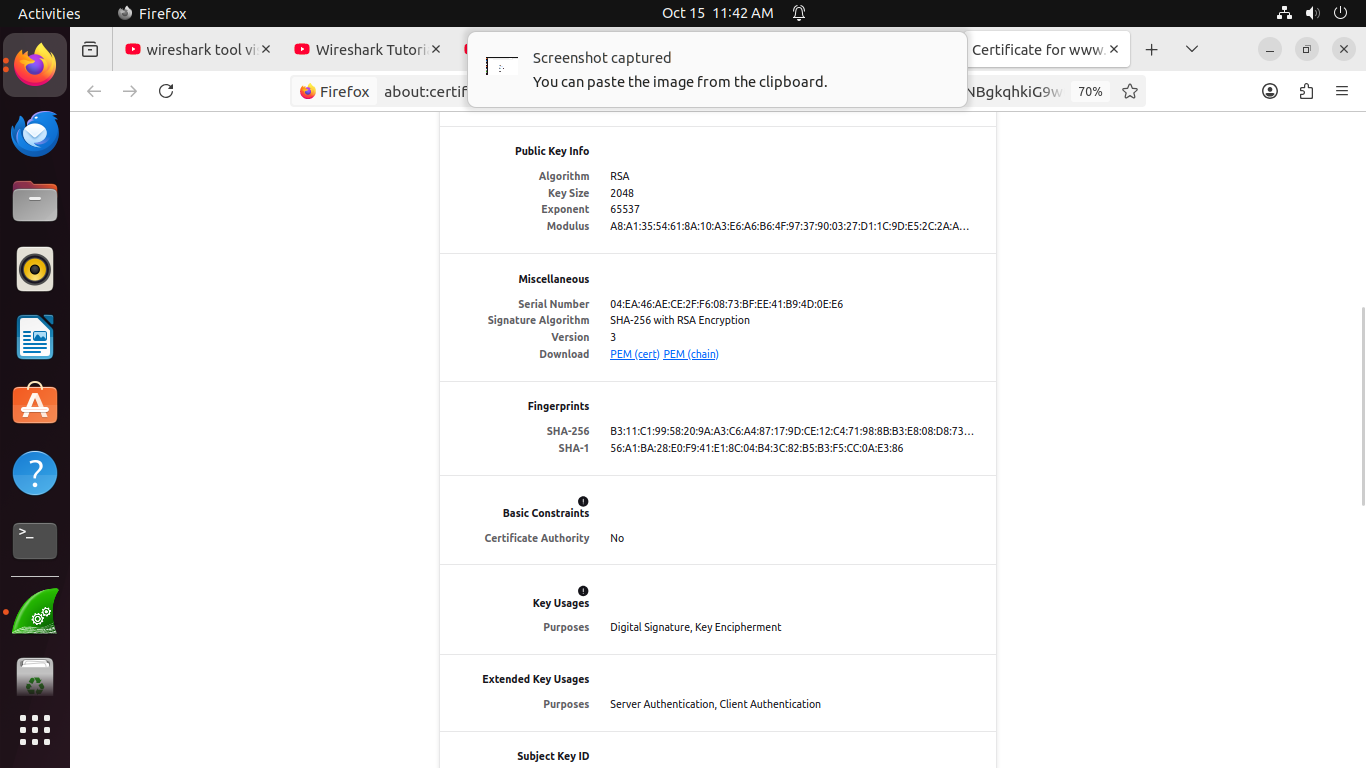 Activities Firefox Oct 15 11:42 AM
wireshark tool vi Wireshark Tutori Certificate for www.
Screenshot captured
You can paste the image from the clipboard.
Firefox about:certif NBgkqhkiG9w 70%
Public Key Info
Algorithm RSA
Key Size 2048
Exponent 65537
Modulus A8:A1:35:54:61:8A:10:A3:E6:A6:B6:4F:97:37:90:03:27:D1:1C:9D:E5:2C:2A:A...
Miscellaneous
Serial Number 04:EA:46:AE:CE:2F:F6:08:73:BF:EE:41:B9:4D:0E:E6
Signature Algorithm SHA-256 with RSA Encryption
Version 3
Download PEM (cert) PEM (chain)
Fingerprints
SHA-256 B3:11:C1:99:58:20:9A:A3:C6:A4:87:17:9D:CE:12:C4:71:98:8B:B3:E8:08:D8:73...
SHA-1 56:A1:BA:28:E0:F9:41:E1:8C:04:B4:3C:82:B5:B3:F5:CC:0A:E3:86
Basic Constraints
Certificate Authority No
Key Usages
Purposes Digital Signature, Key Encipherment
Extended Key Usages
Purposes Server Authentication, Client Authentication
Subject Key ID